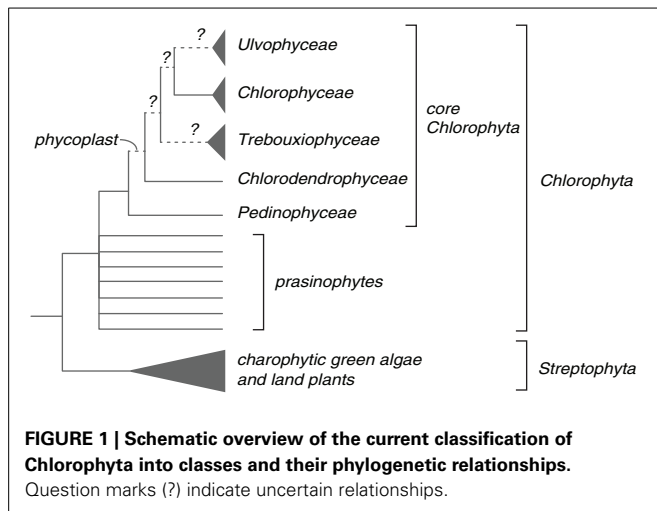 ?
Ulvophyceae
?
Chlorophyceae
core
Chlorophyta
?
?
phycoplast
Trebouxiophyceae
Chlorodendrophyceae
Chlorophyta
Pedinophyceae
prasinophytes
charophytic green algae
and land plants
Streptophyta
FIGURE 1 | Schematic overview of the current classification of
Chlorophyta into classes and their phylogenetic relationships.
Question marks (?) indicate uncertain relationships.